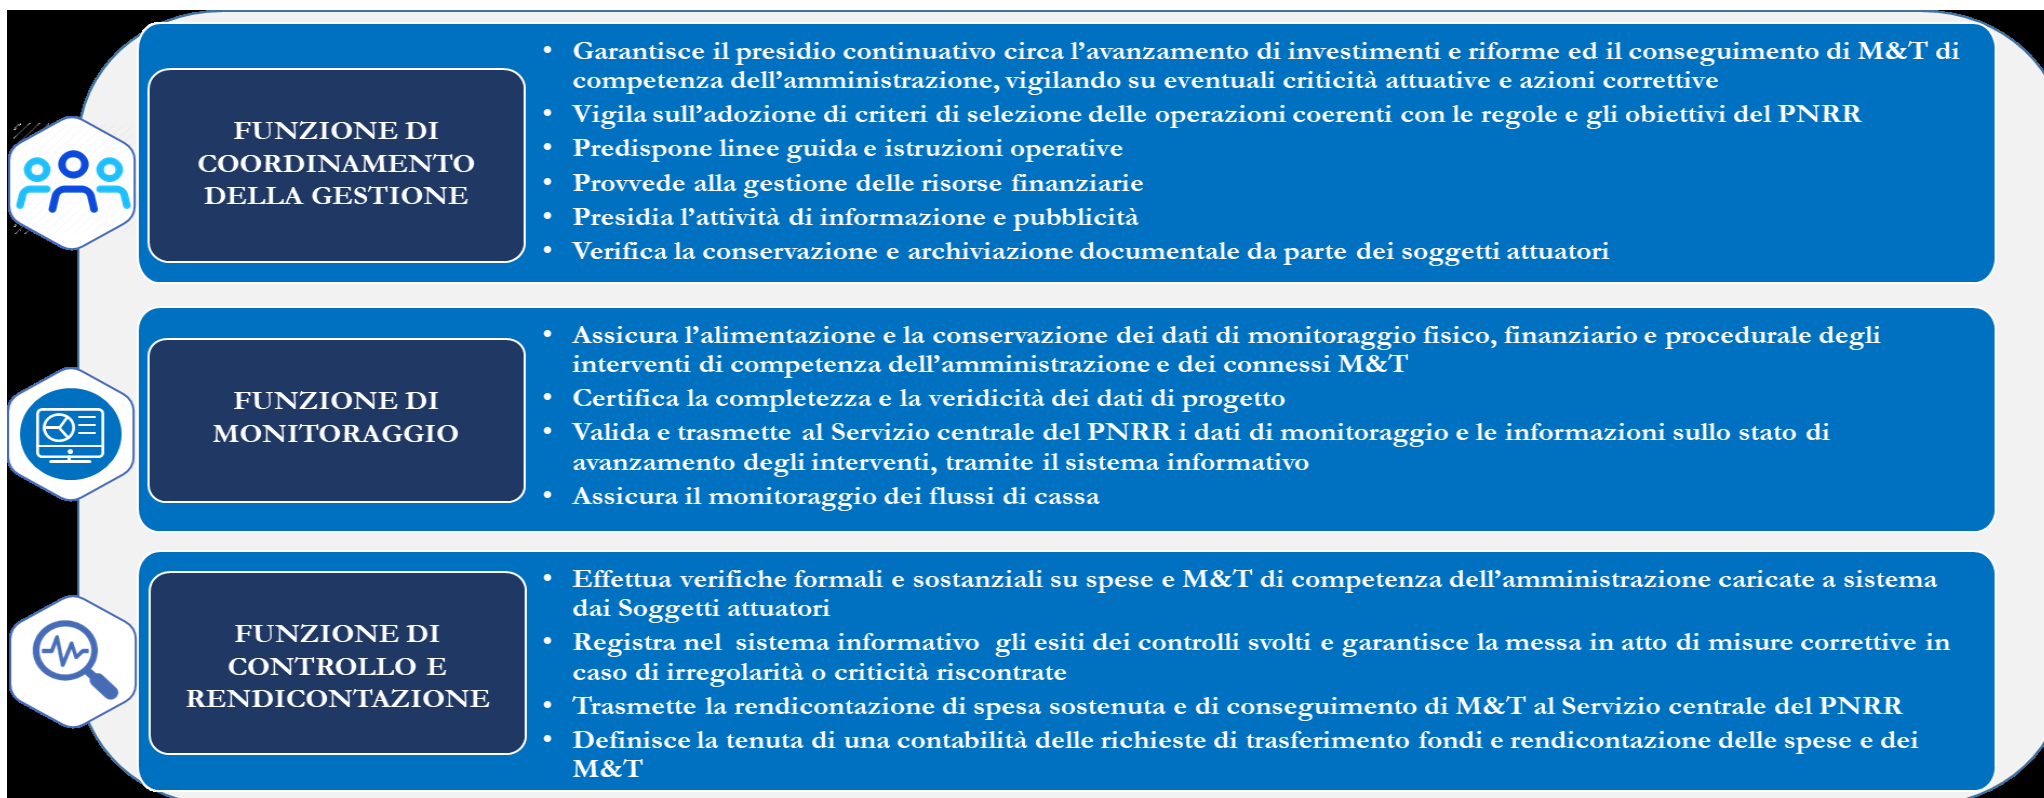 FUNZIONE DI
COORDINAMENTO
DELLA GESTIONE
• Garantisce il presidio continuativo circa l’avanzamento di investimenti e riforme ed il conseguimento di M&T di
competenza dell’amministrazione, vigilando su eventuali criticità attuative e azioni correttive
• Vigila sull’adozione di criteri di selezione delle operazioni coerenti con le regole e gli obiettivi del PNRR
• Predispone linee guida e istruzioni operative
• Provvede alla gestione delle risorse finanziarie
• Presidia l’attività di informazione e pubblicità
• Verifica la conservazione e archiviazione documentale da parte dei soggetti attuatori
FUNZIONE DI
MONITORAGGIO
• Assicura l’alimentazione e la conservazione dei dati di monitoraggio fisico, finanziario e procedurale degli
interventi di competenza dell’amministrazione e dei connessi M&T
• Certifica la completezza e la veridicità dei dati di progetto
• Valida e trasmette al Servizio centrale del PNRR i dati di monitoraggio e le informazioni sullo stato di
avanzamento degli interventi, tramite il sistema informativo
• Assicura il monitoraggio dei flussi di cassa
FUNZIONE DI
CONTROLLO E
RENDICONTAZIONE
• Effettua verifiche formali e sostanziali su spese e M&T di competenza dell’amministrazione caricate a sistema
dai Soggetti attuatori
• Registra nel sistema informativo gli esiti dei controlli svolti e garantisce la messa in atto di misure correttive in
caso di irregolarità o criticità riscontrate
• Trasmette la rendicontazione di spesa sostenuta e di conseguimento di M&T al Servizio centrale del PNRR
• Definisce la tenuta di una contabilità delle richieste di trasferimento fondi e rendicontazione delle spese e dei
M&T